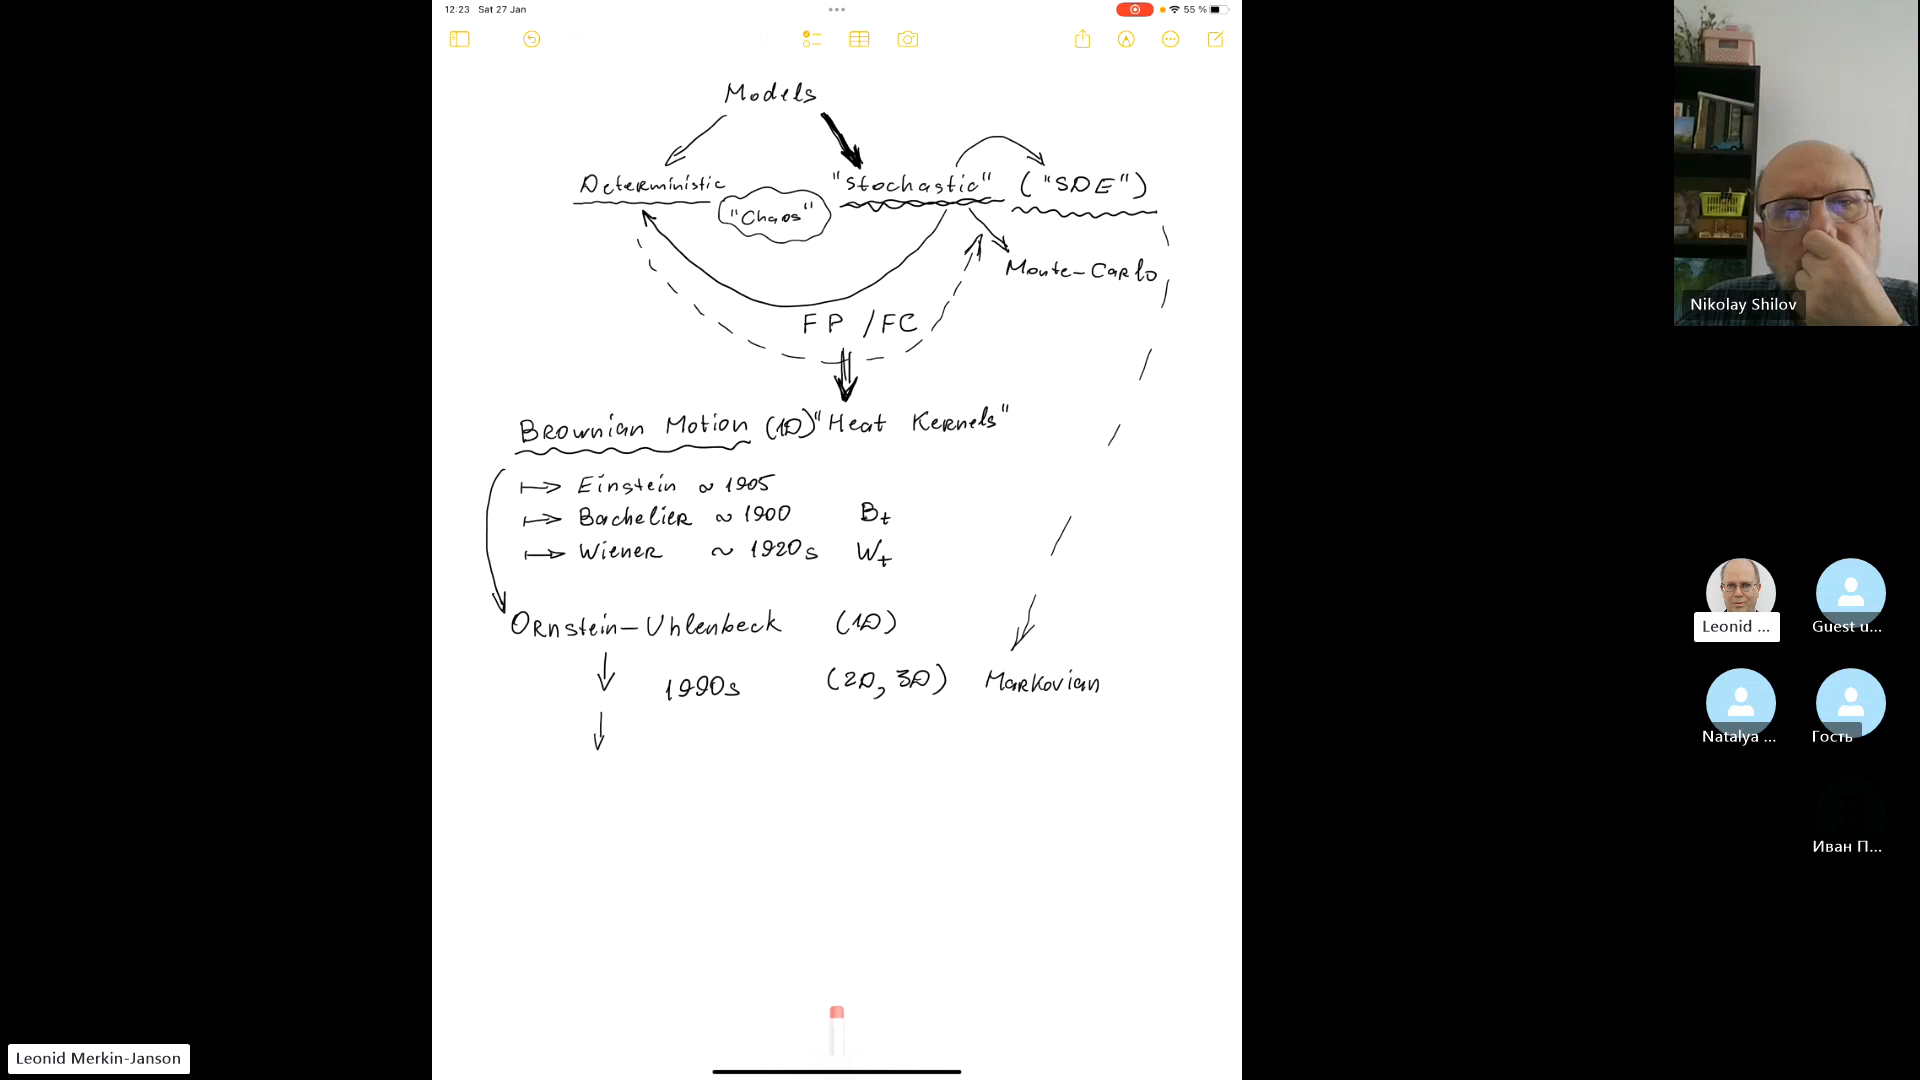 12:23 Sat 27 Jan
55 %
Models
Deterministic "Stochastic" ("SDE")
"Chaos"
Monte-Carlo
FP / FC
Brownian Motion (1D) "Heat Kernels"
Einstein ~ 1905
Bachelier ~ 1900 Bt
Wiener ~ 1920s Wt
Ornstein-Uhlenbeck (1D)
1990s (2D, 3D) Markovian
Nikolay Shilov
Leonid ...
Guest u...
Natalya ...
Гость
Иван П...
Leonid Merkin-Janson